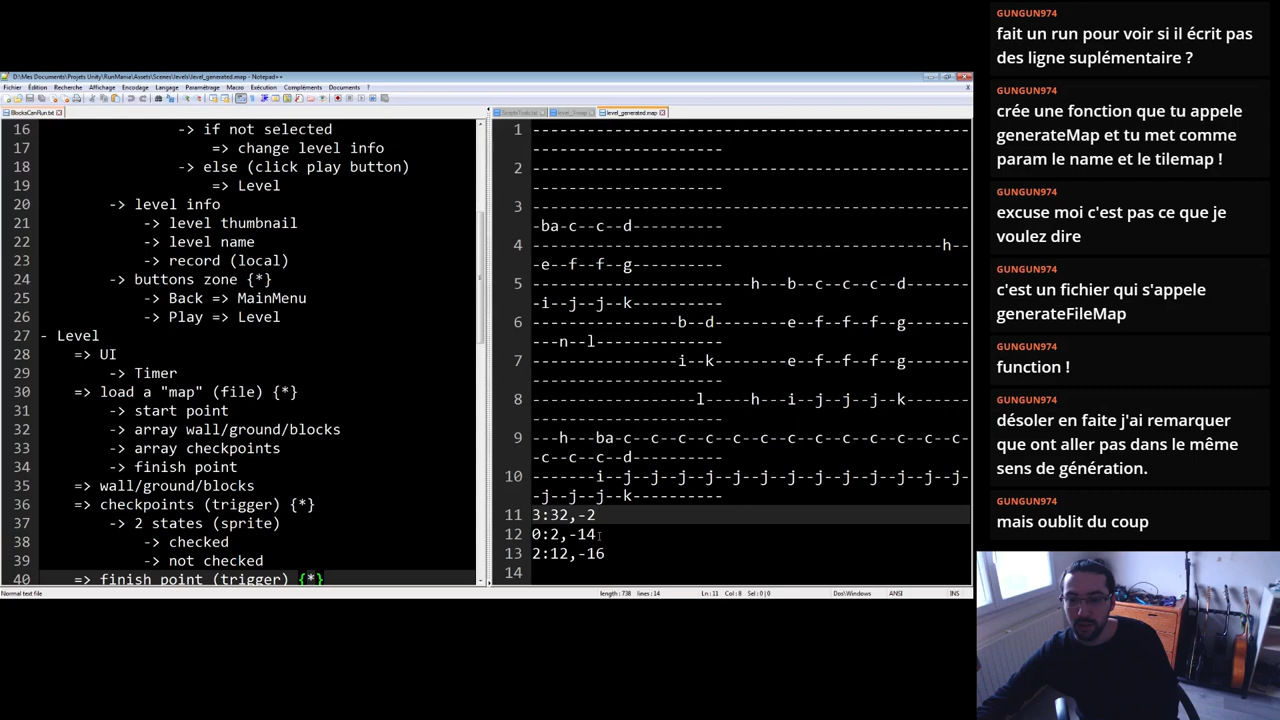 D:\Mes Documents\Projets Unity\RunMania\Assets\Scenes\levels\level_generated.map - Notepad++
Fichier Édition Recherche Affichage Encodage Langage Paramétrage Macro Exécution Compléments Documents ?
BlocksCanRun.txt
16 -> if not selected
17 => change level info
18 -> else (click play button)
19 => Level
20 -> level info
21 -> level thumbnail
22 -> level name
23 -> record (local)
24 -> buttons zone {*}
25 -> Back => MainMenu
26 -> Play => Level
27 - Level
28 => UI
29 -> Timer
30 => load a "map" (file) {*}
31 -> start point
32 -> array wall/ground/blocks
33 -> array checkpoints
34 -> finish point
35 => wall/ground/blocks
36 => checkpoints (trigger) {*}
37 -> 2 states (sprite)
38 -> checked
39 -> not checked
40 => finish point (trigger) {*}
level_generated.map
1 -----------------------------------------------
---------------------
2 -----------------------------------------------
---------------------
3 -----------------------------------------------
-ba-c--c--d----------
4 ---------------------------------------------h--
e--f--f--g----------
5 ------------------------h--b--c--c--c--d-------
-i--j--j--k----------
6 ----------------b--d--------e--f--f--f--g-------
---n--l--------------
7 ----------------i--k--------e--f--f--f--g-------
---------------------
8 ------------------l-----h--i--j--j--j--k-------
---------------------
9 ---h---ba-c--c--c--c--c--c--c--c--c--c--c--c--c-
-c--c--c--d----------
10 -------i-j--j--j--j--j--j--j--j--j--j--j--j--j-
-j--j--j--k----------
11 3:32,-2
12 0:2,-14
13 2:12,-16
14
Normal text file
length : 738 lines : 14
Ln : 11 Col : 8 Sel : 0 | 0
Dos\Windows
ANSI
INS
GUNGUN974
fait un run pour voir si il écrit pas
des ligne suplémentaire ?
GUNGUN974
crée une fonction que tu appele
generateMap et tu met comme
param le name et le tilemap !
GUNGUN974
excuse moi c'est pas ce que je
voulez dire
GUNGUN974
c'est un fichier qui s'appele
generateFileMap
GUNGUN974
function !
GUNGUN974
désoler en faite j'ai remarquer
que ont aller pas dans le même
sens de génération.
GUNGUN974
mais oublit du coup